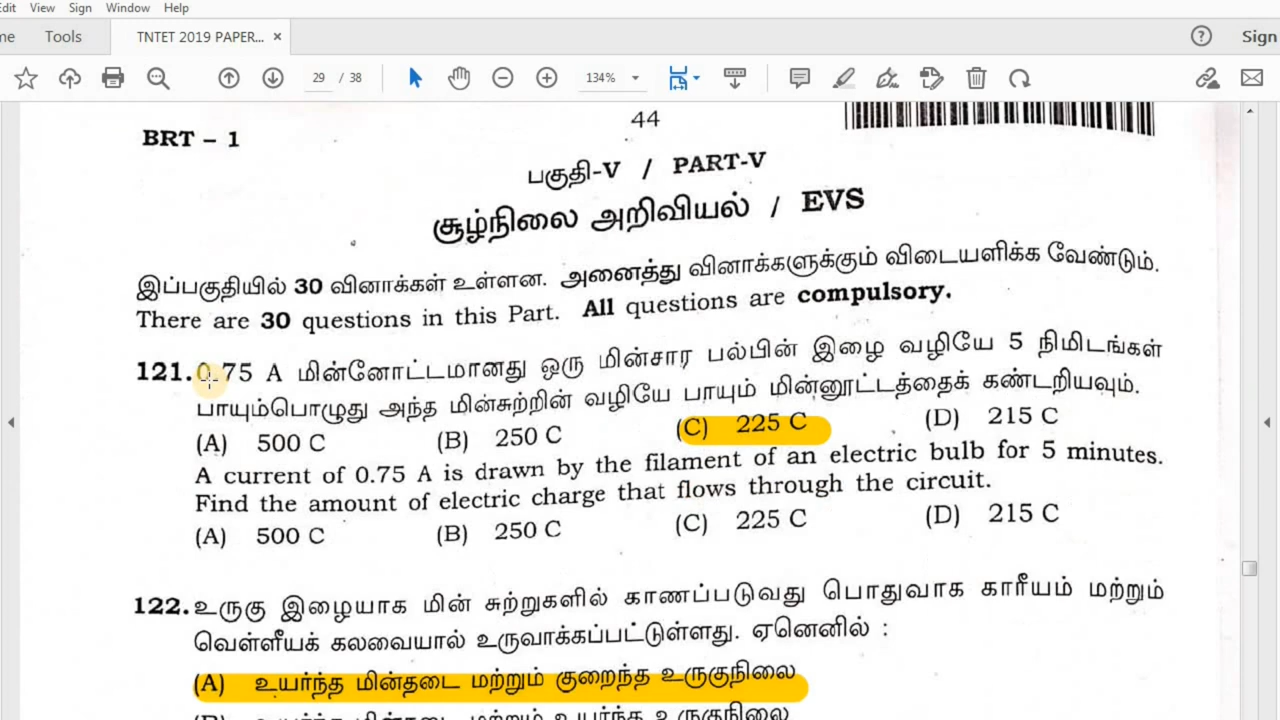 Edit View Sign Window Help
me Tools TNTET 2019 PAPER... × ? Sign
29 / 38 134%
44
BRT – 1
பகுதி-V / PART-V
சூழ்நிலை அறிவியல் / EVS
இப்பகுதியில் 30 வினாக்கள் உள்ளன. அனைத்து வினாக்களுக்கும் விடையளிக்க வேண்டும்.
There are 30 questions in this Part. All questions are compulsory.
121. 0.75 A மின்னோட்டமானது ஒரு மின்சார பல்பின் இழை வழியே 5 நிமிடங்கள்
பாயும்பொழுது அந்த மின்சுற்றின் வழியே பாயும் மின்னூட்டத்தைக் கண்டறியவும்.
(A) 500 C (B) 250 C (C) 225 C (D) 215 C
A current of 0.75 A is drawn by the filament of an electric bulb for 5 minutes.
Find the amount of electric charge that flows through the circuit.
(A) 500 C (B) 250 C (C) 225 C (D) 215 C
122. உருகு இழையாக மின் சுற்றுகளில் காணப்படுவது பொதுவாக காரீயம் மற்றும்
வெள்ளீயக் கலவையால் உருவாக்கப்பட்டுள்ளது. ஏனெனில் :
(A) உயர்ந்த மின்தடை மற்றும் குறைந்த உருகுநிலை
(B) உயர்ந்த மின்தடை மற்றும் உயர்ந்த உருகுநிலை